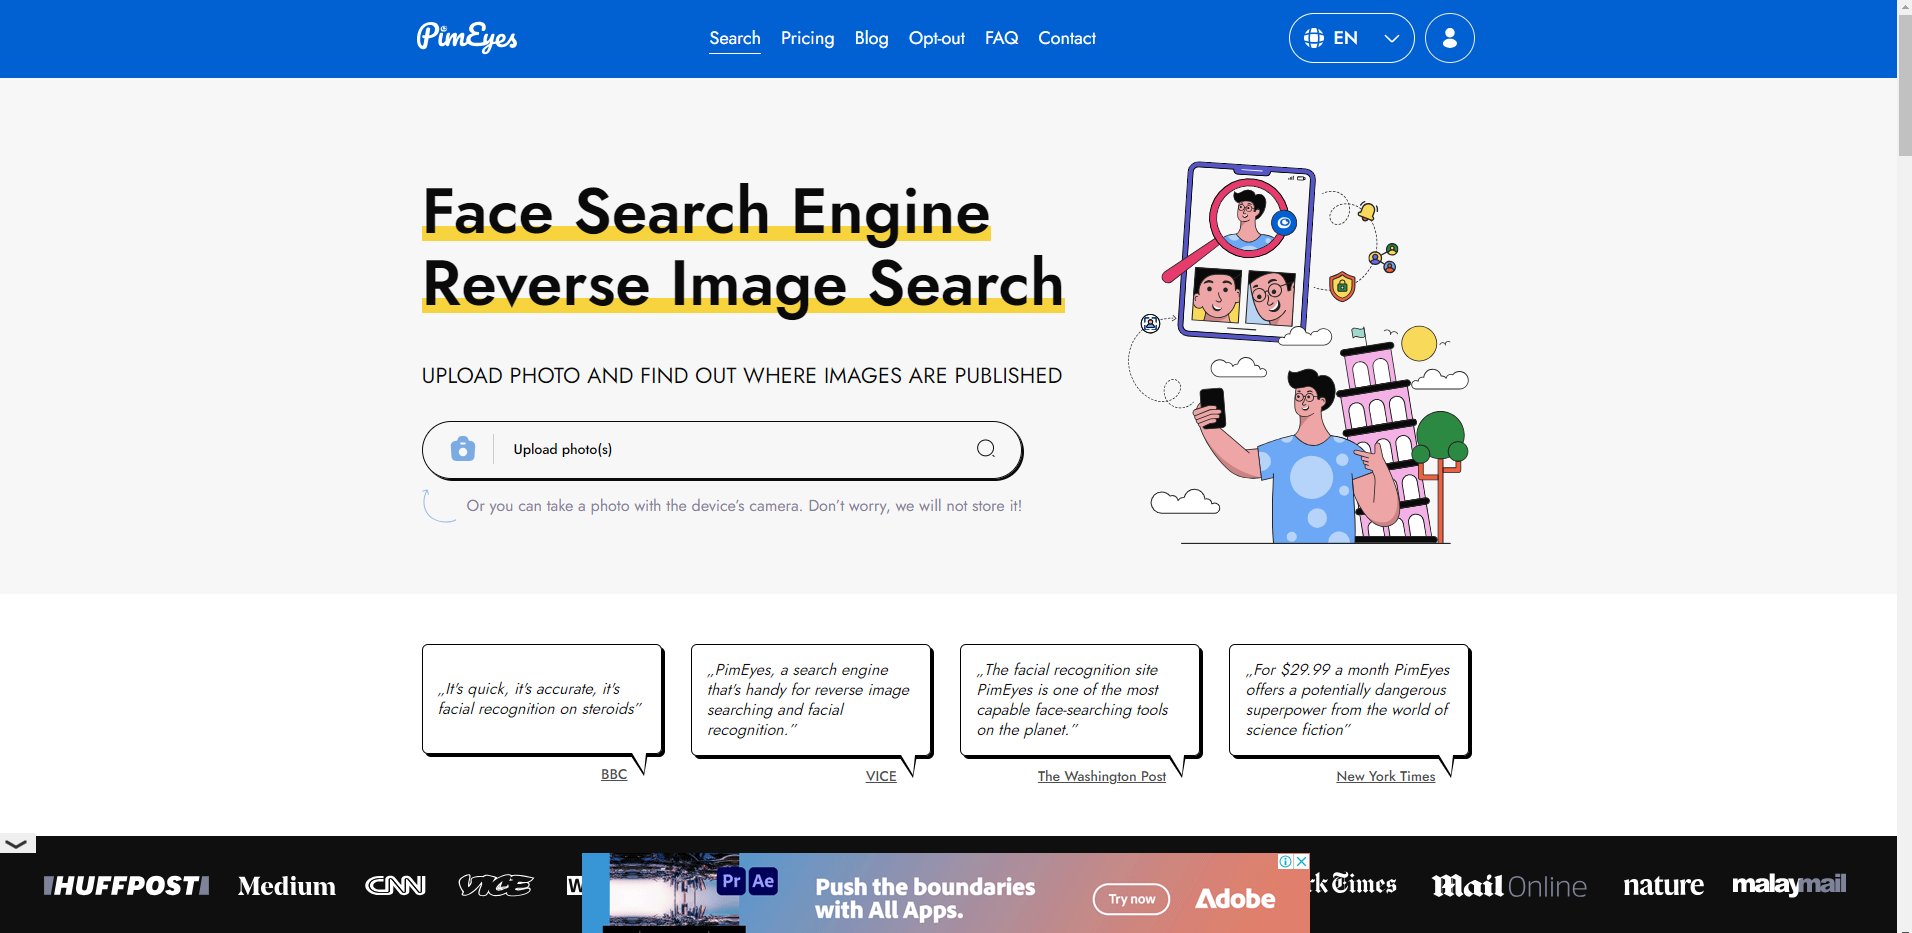 PimEyes
Search
Pricing
Blog
Opt-out
FAQ
Contact
EN
Face Search Engine
Reverse Image Search
UPLOAD PHOTO AND FIND OUT WHERE IMAGES ARE PUBLISHED
Upload photo(s)
Or you can take a photo with the device's camera. Don't worry, we will not store it!
„It's quick, it's accurate, it's
facial recognition on steroids”
BBC
„PimEyes, a search engine
that's handy for reverse image
searching and facial
recognition.”
VICE
„The facial recognition site
PimEyes is one of the most
capable face-searching tools
on the planet.”
The Washington Post
„For $29.99 a month PimEyes
offers a potentially dangerous
superpower from the world of
science fiction”
New York Times
HUFFPOST
Medium
CNN
VICE
Pr
Ae
Push the boundaries
with All Apps.
Try now
Adobe
Times
Mail Online
nature
malaymail